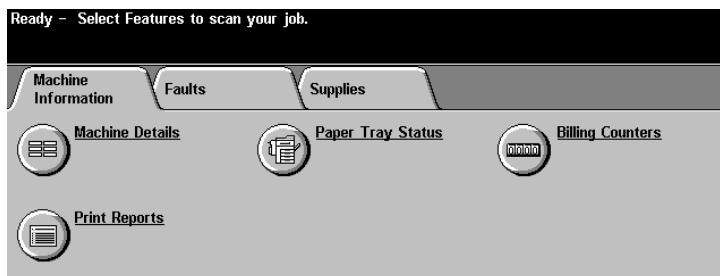 Ready - Select Features to scan your job.
Machine
Information
Faults
Supplies
Machine Details
Paper Tray Status
Billing Counters
Print Reports